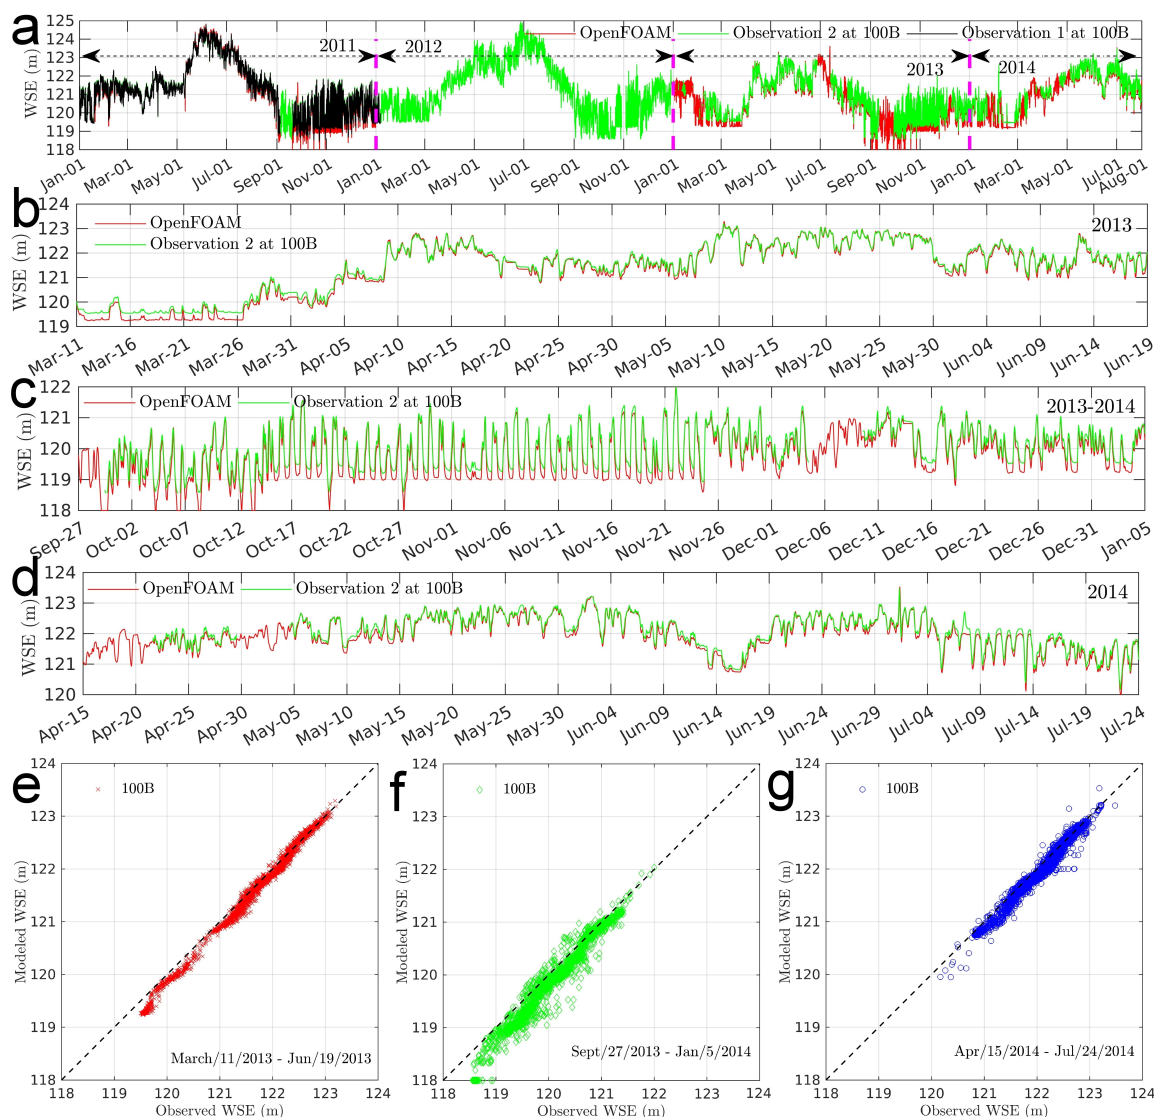 a
WSE (m)
125
124
123
122
121
120
119
118
OpenFOAM
Observation 2 at 100B
Observation 1 at 100B
2011
2012
2013
2014
Jan-01
Mar-01
May-01
Jul-01
Sep-01
Nov-01
Jan-01
Mar-01
May-01
Jul-01
Sep-01
Nov-01
Jan-01
Mar-01
May-01
Jul-01
Sep-01
Nov-01
Jan-01
Mar-01
May-01
Jul-01
Aug-01
b
WSE (m)
124
123
122
121
120
119
OpenFOAM
Observation 2 at 100B
2013
Mar-11
Mar-16
Mar-21
Mar-26
Mar-31
Apr-05
Apr-10
Apr-15
Apr-20
Apr-25
Apr-30
May-05
May-10
May-15
May-20
May-25
May-30
Jun-04
Jun-09
Jun-14
Jun-19
c
WSE (m)
122
121
120
119
118
OpenFOAM
Observation 2 at 100B
2013-2014
Sep-27
Oct-02
Oct-07
Oct-12
Oct-17
Oct-22
Oct-27
Nov-01
Nov-06
Nov-11
Nov-16
Nov-21
Nov-26
Dec-01
Dec-06
Dec-11
Dec-16
Dec-21
Dec-26
Dec-31
Jan-05
d
WSE (m)
124
123
122
121
120
OpenFOAM
Observation 2 at 100B
2014
Apr-15
Apr-20
Apr-25
Apr-30
May-05
May-10
May-15
May-20
May-25
May-30
Jun-04
Jun-09
Jun-14
Jun-19
Jun-24
Jun-29
Jul-04
Jul-09
Jul-14
Jul-19
Jul-24
e
Modeled WSE (m)
124
123
122
121
120
119
118
100B
March/11/2013 - Jun/19/2013
118
119
120
121
122
123
124
Observed WSE (m)
f
Modeled WSE (m)
124
123
122
121
120
119
118
100B
Sept/27/2013 - Jan/5/2014
118
119
120
121
122
123
124
Observed WSE (m)
g
Modeled WSE (m)
124
123
122
121
120
119
118
100B
Apr/15/2014 - Jul/24/2014
118
119
120
121
122
123
124
Observed WSE (m)